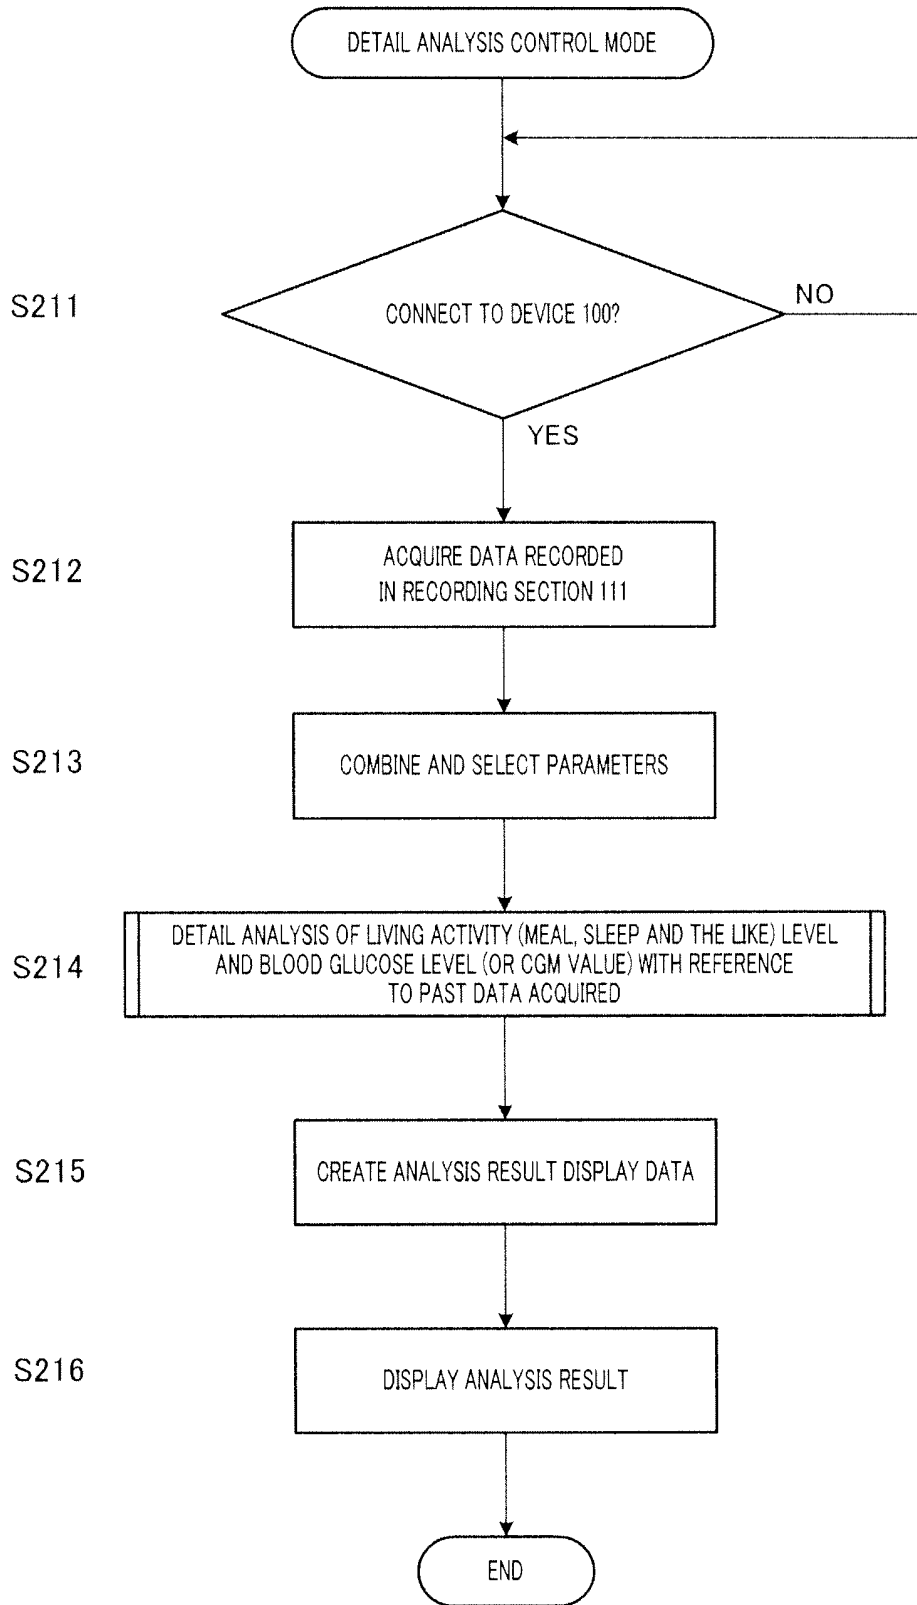 DETAIL ANALYSIS CONTROL MODE
S211
CONNECT TO DEVICE 100?
NO
YES
S212
ACQUIRE DATA RECORDED
IN RECORDING SECTION 111
S213
COMBINE AND SELECT PARAMETERS
S214
DETAIL ANALYSIS OF LIVING ACTIVITY (MEAL, SLEEP AND THE LIKE) LEVEL
AND BLOOD GLUCOSE LEVEL (OR CGM VALUE) WITH REFERENCE
TO PAST DATA ACQUIRED
S215
CREATE ANALYSIS RESULT DISPLAY DATA
S216
DISPLAY ANALYSIS RESULT
END